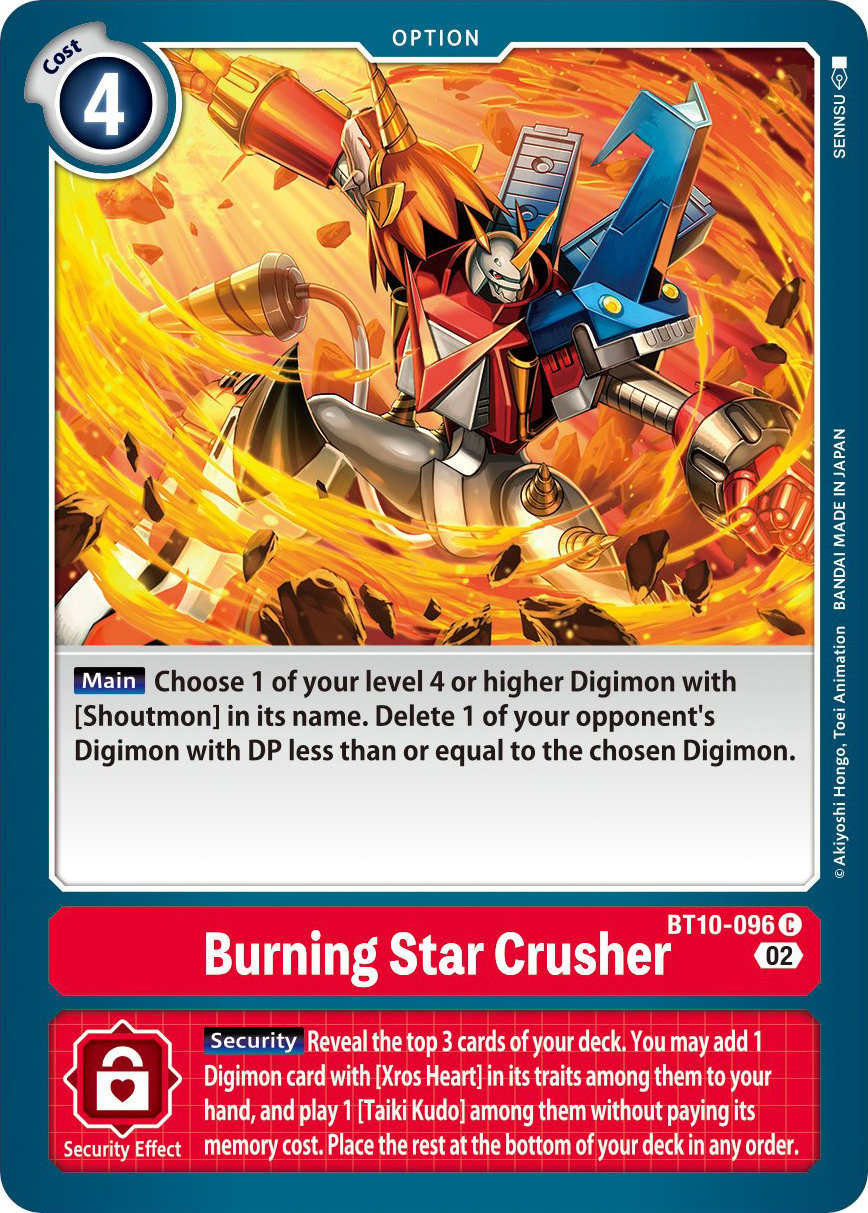 OPTION
Cost
4
SENNSU
Main Choose 1 of your level 4 or higher Digimon with
[Shoutmon] in its name. Delete 1 of your opponent's
Digimon with DP less than or equal to the chosen Digimon.
©Akiyoshi Hongo, Toei Animation BANDAI MADE IN JAPAN
BT10-096 C
Burning Star Crusher
02
Security Reveal the top 3 cards of your deck. You may add 1
Digimon card with [Xros Heart] in its traits among them to your
hand, and play 1 [Taiki Kudo] among them without paying its
memory cost. Place the rest at the bottom of your deck in any order.
Security Effect